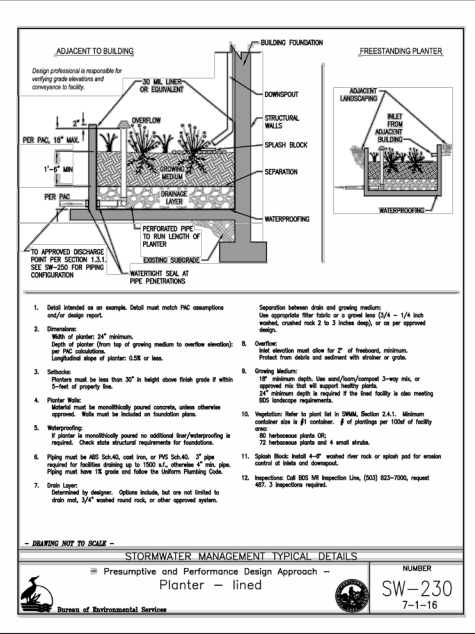 ADJACENT TO BUILDING
Design professional is responsible for
verifying grade elevations and
conveyance to facility.
BUILDING FOUNDATION
FREESTANDING PLANTER
30 MIL LINER
OR EQUIVALENT
DOWNSPOUT
ADJACENT
LANDSCAPING
2"
OVERFLOW
STRUCTURAL
WALLS
INLET
FROM
ADJACENT
BUILDING
PER PAC, 18" MAX.
SPLASH BLOCK
1'-6" MIN
GROWING
MEDIUM
SEPARATION
DRAINAGE
LAYER
PER PAC
WATERPROOFING
WATERPROOFING
PERFORATED PIPE
TO RUN LENGTH OF
PLANTER
TO APPROVED DISCHARGE
POINT PER SECTION 1.3.1.
SEE SW-250 FOR PIPING
CONFIGURATION
EXISTING SUBGRADE
WATERTIGHT SEAL AT
PIPE PENETRATIONS
1. Detail intended as an example. Detail must match PAC assumptions
and/or design report.
2. Dimensions:
Width of planter: 24" minimum.
Depth of planter (from top of growing medium to overflow elevation):
per PAC calculations.
Longitudinal slope of planter: 0.5% or less.
3. Setbacks:
Planters must be less than 30" in height above finish grade if within
5-feet of property line.
4. Planter Walls:
Material must be monolithically poured concrete, unless otherwise
approved. Walls must be included on foundation plans.
5. Waterproofing:
If planter is monolithically poured no additional liner/waterproofing is
required. Check state structural requirements for foundations.
6. Piping must be ABS Sch.40, cast iron, or PVS Sch.40. 3" pipe
required for facilities draining up to 1500 s.f., otherwise 4" min. pipe.
Piping must have 1% grade and follow the Uniform Plumbing Code.
7. Drain Layer:
Determined by designer. Options include, but are not limited to
drain mat, 3/4" washed round rock, or other approved system.
Separation between drain and growing medium:
Use appropriate filter fabric or a gravel lens (3/4 - 1/4 inch
washed, crushed rock 2 to 3 inches deep), or as per approved
design.
8. Overflow:
Inlet elevation must allow for 2" of freeboard, minimum.
Protect from debris and sediment with strainer or grate.
9. Growing Medium:
18" minimum depth. Use sand/loam/compost 3-way mix, or
approved mix that will support healthy plants.
24" minimum depth is required if the lined facility is also meeting
BDS landscape requirements.
10. Vegetation: Refer to plant list in SWMM, Section 2.4.1. Minimum
container size is #1 container. # of plantings per 100sf of facility
area:
80 herbaceous plants OR;
72 herbaceous plants and 4 small shrubs.
11. Splash Block: Install 4-6" washed river rock or splash pad for erosion
control at inlets and downspout.
12. Inspections: Call BDS IVR Inspection Line, (503) 823-7000, request
487. 3 inspections required.
- DRAWING NOT TO SCALE -
STORMWATER MANAGEMENT TYPICAL DETAILS
Presumptive and Performance Design Approach -
Planter - lined
NUMBER
SW-230
7-1-16
Bureau of Environmental Services